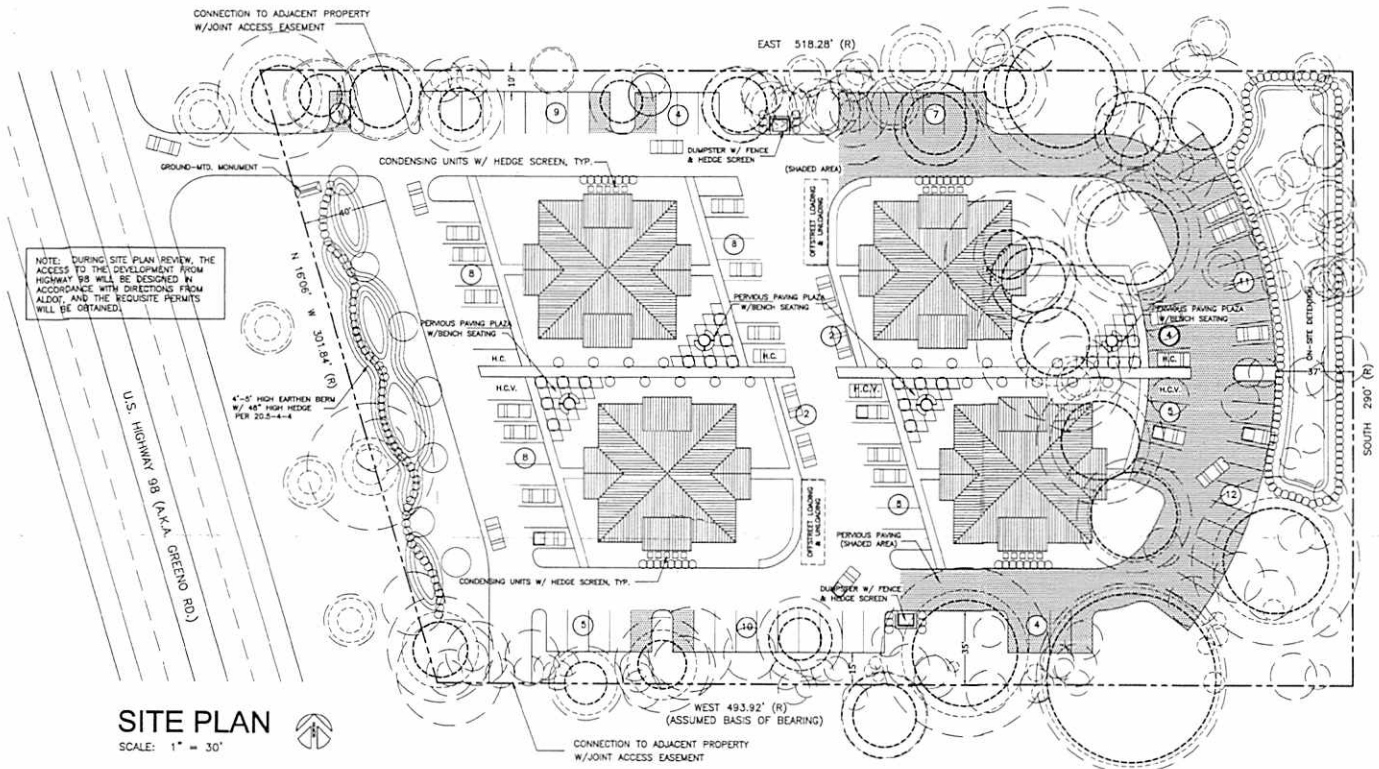 CONNECTION TO ADJACENT PROPERTY
W/JOINT ACCESS EASEMENT
EAST 518.28' (R)
10'
9
4
7
DUMPSTER W/ FENCE
& HEDGE SCREEN
(SHADED AREA)
GROUND-MTD. MONUMENT
CONDENSING UNITS W/ HEDGE SCREEN, TYP.
40'
OFFSTREET LOADING
& UNLOADING
NOTE: DURING SITE PLAN REVIEW, THE
ACCESS TO THE DEVELOPMENT FROM
HIGHWAY 98 WILL BE DESIGNED IN
ACCORDANCE WITH DIRECTIONS FROM
ALDOT, AND THE REQUISITE PERMITS
WILL BE OBTAINED.
N 16°06' W 301.84' (R)
8
8
11
PERVIOUS PAVING PLAZA
W/BENCH SEATING
PERVIOUS PAVING PLAZA
W/BENCH SEATING
PERVIOUS PAVING PLAZA
W/BENCH SEATING
2
4
ON-SITE DETENTION
H.C.
H.C.
H.C.
37'
SOUTH 290' (R)
H.C.V.
H.C.V.
H.C.V.
4'-5' HIGH EARTHEN BERM
W/ 48" HIGH HEDGE
PER 20.5-4-4
2
5
U.S. HIGHWAY 98 (A.K.A. GREENO RD.)
8
8
12
OFFSTREET LOADING
& UNLOADING
PERVIOUS PAVING
(SHADED AREA)
CONDENSING UNITS W/ HEDGE SCREEN, TYP.
DUMPSTER W/ FENCE
& HEDGE SCREEN
5
10
4
15'
35'
WEST 493.92' (R)
(ASSUMED BASIS OF BEARING)
SITE PLAN
SCALE: 1" = 30'
CONNECTION TO ADJACENT PROPERTY
W/JOINT ACCESS EASEMENT